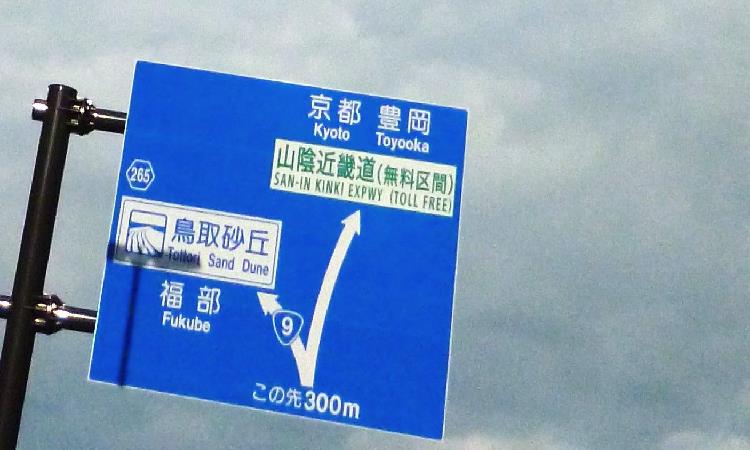 京都 豊岡
Kyoto Toyooka
山陰近畿道(無料区間)
SAN-IN KINKI EXPWY (TOLL FREE)
265
鳥取砂丘
Tottori Sand Dune
福部
Fukube
9
この先300m